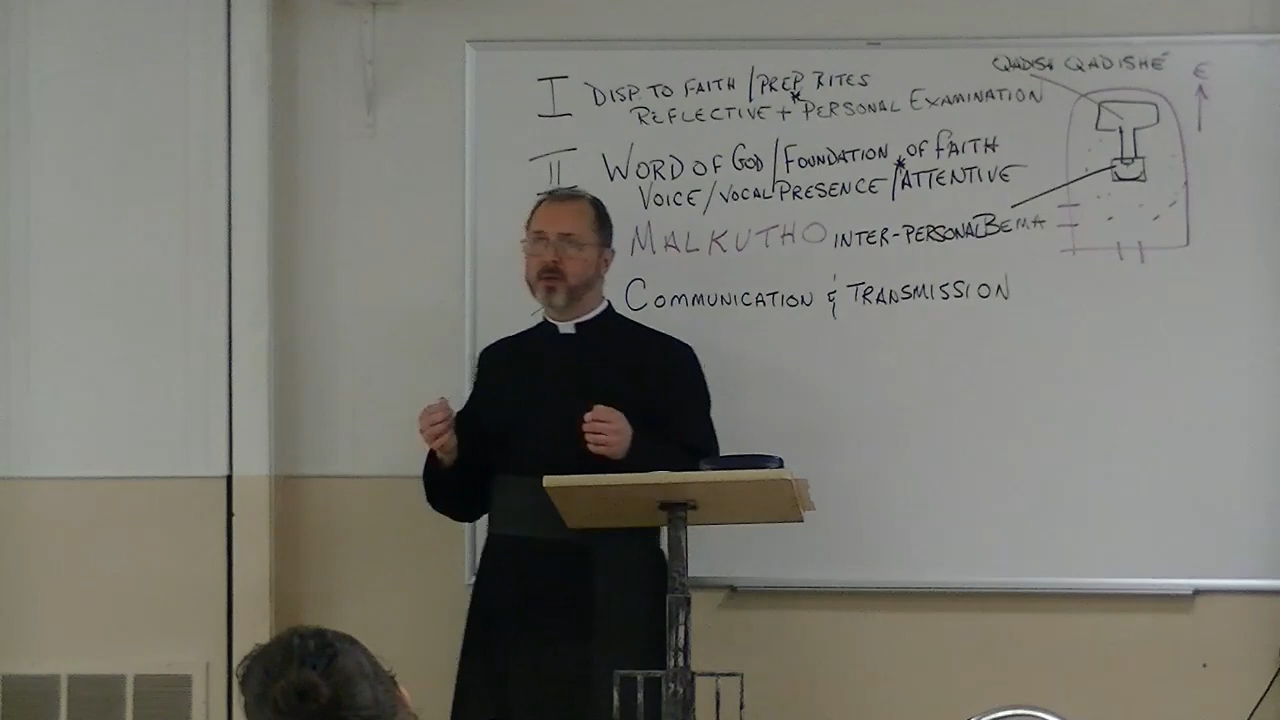 QADISH QADISHE
E
I DISP. TO FAITH / PREP RITES
REFLECTIVE + * PERSONAL EXAMINATION
II WORD OF GOD / FOUNDATION OF FAITH
VOICE / VOCAL PRESENCE / * ATTENTIVE
MALKUTHO INTER-PERSONAL BEMA
COMMUNICATION & TRANSMISSION